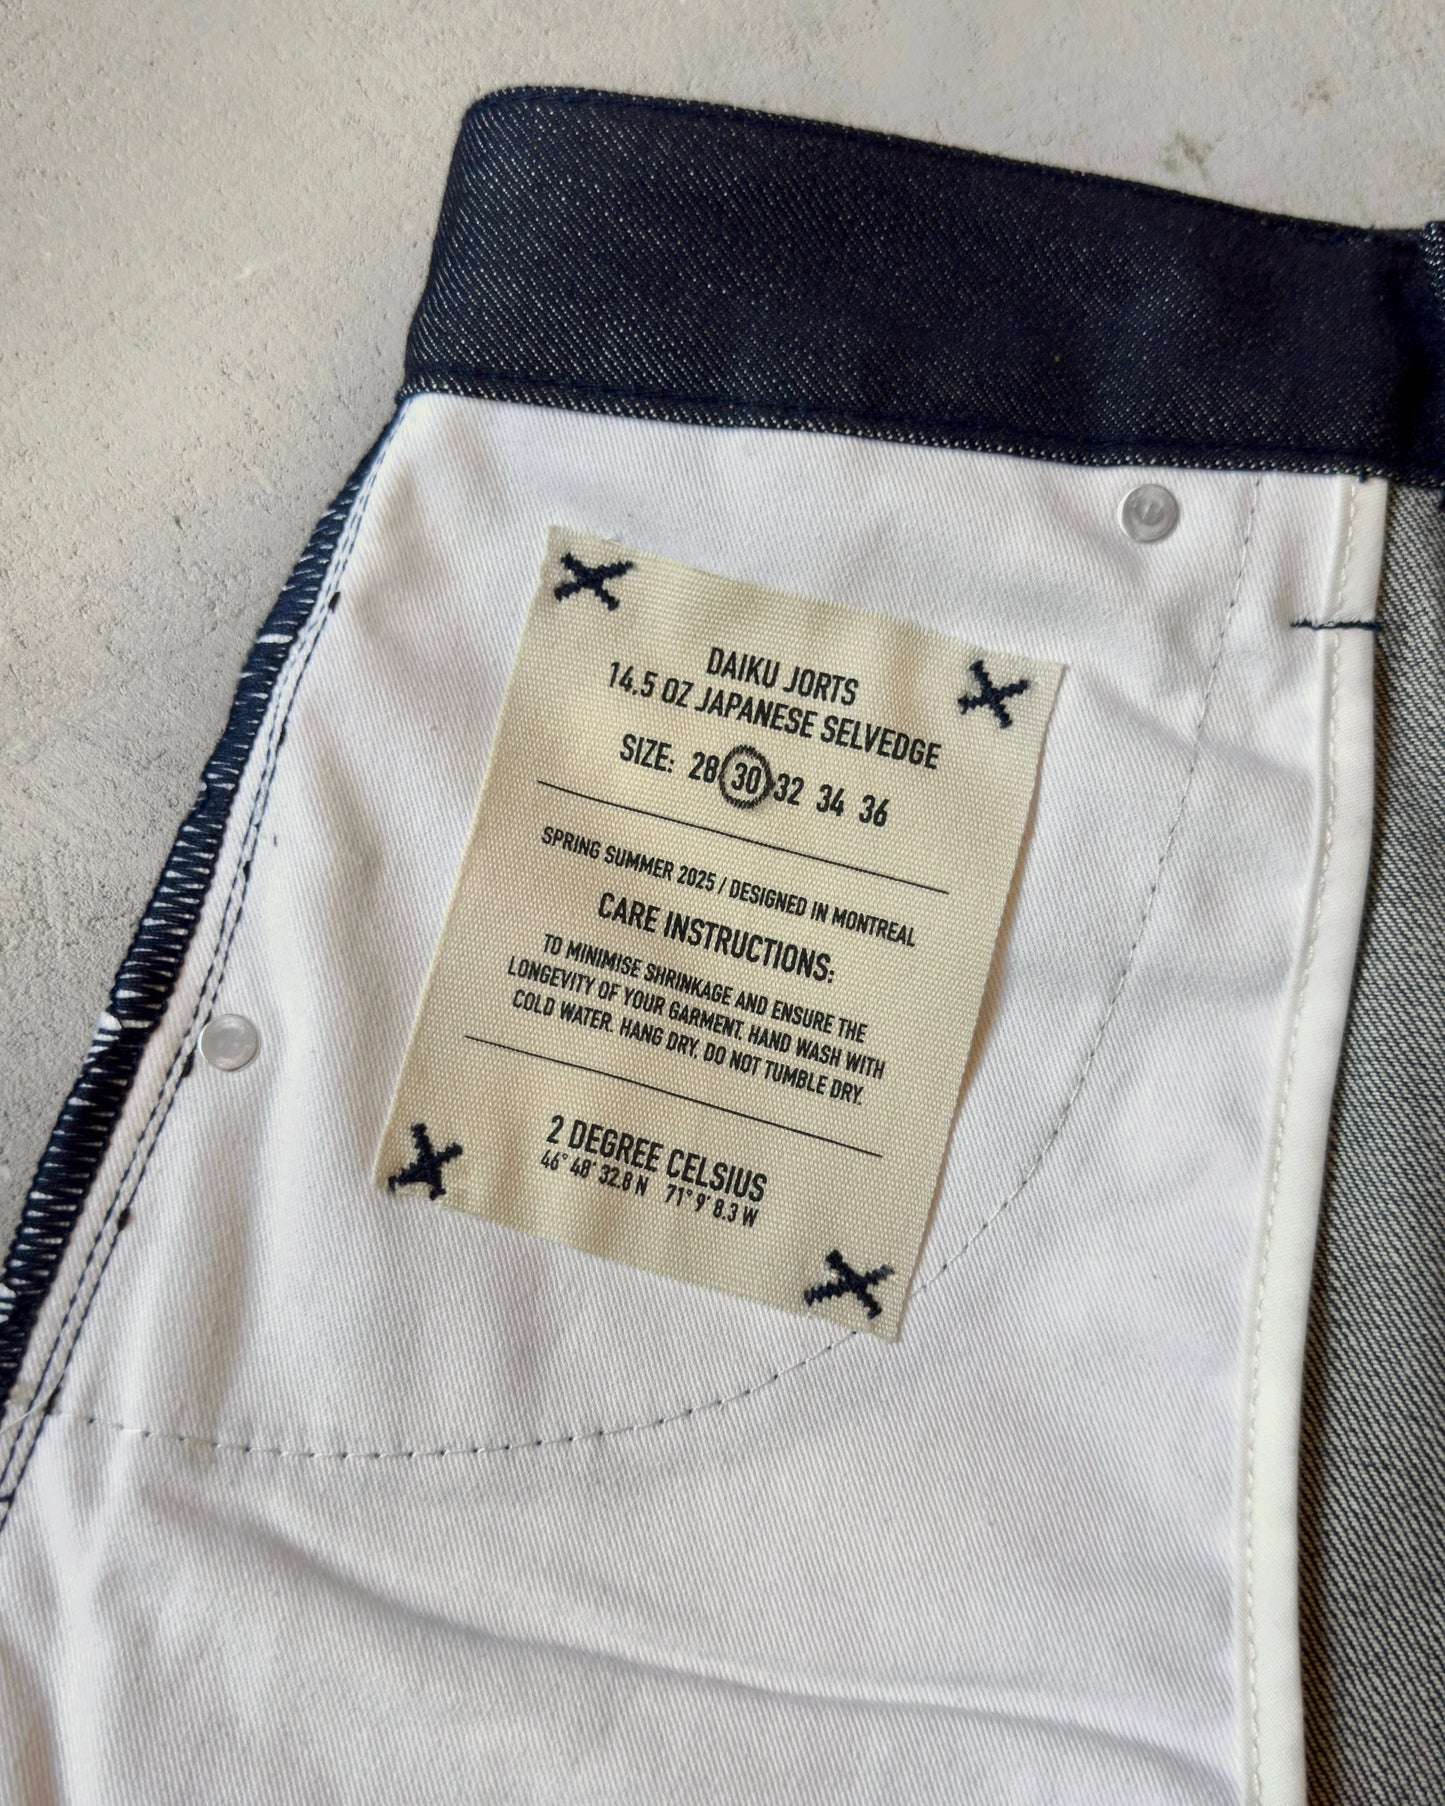 DAIKU JORTS
14.5 OZ JAPANESE SELVEDGE
SIZE: 28 30 32 34 36
SPRING SUMMER 2025 / DESIGNED IN MONTREAL
CARE INSTRUCTIONS:
TO MINIMISE SHRINKAGE AND ENSURE THE
LONGEVITY OF YOUR GARMENT. HAND WASH WITH
COLD WATER. HANG DRY. DO NOT TUMBLE DRY.
2 DEGREE CELSIUS
46° 48' 32.8 N 71° 9' 8.3 W